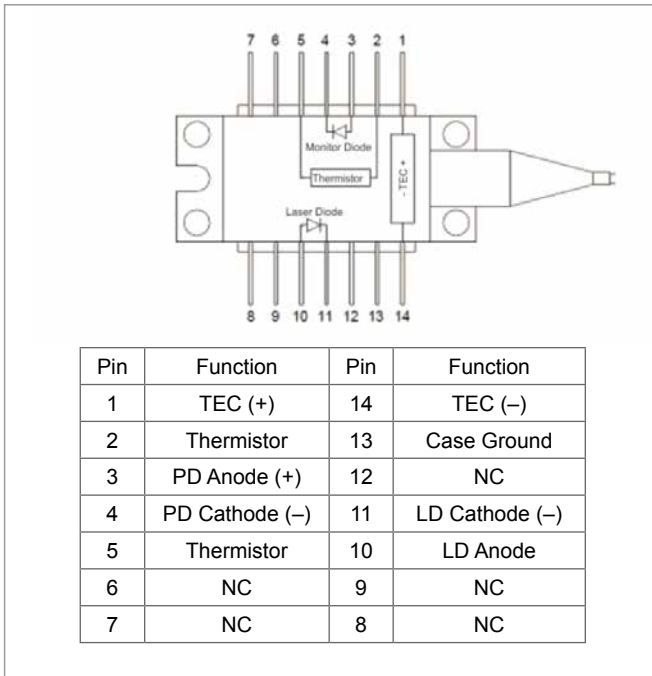 7 6 5 4 3 2 1
Monitor Diode
Thermistor
- TEC +
Laser Diode
8 9 10 11 12 13 14
Pin Function Pin Function
1 TEC (+) 14 TEC (–)
2 Thermistor 13 Case Ground
3 PD Anode (+) 12 NC
4 PD Cathode (–) 11 LD Cathode (–)
5 Thermistor 10 LD Anode
6 NC 9 NC
7 NC 8 NC